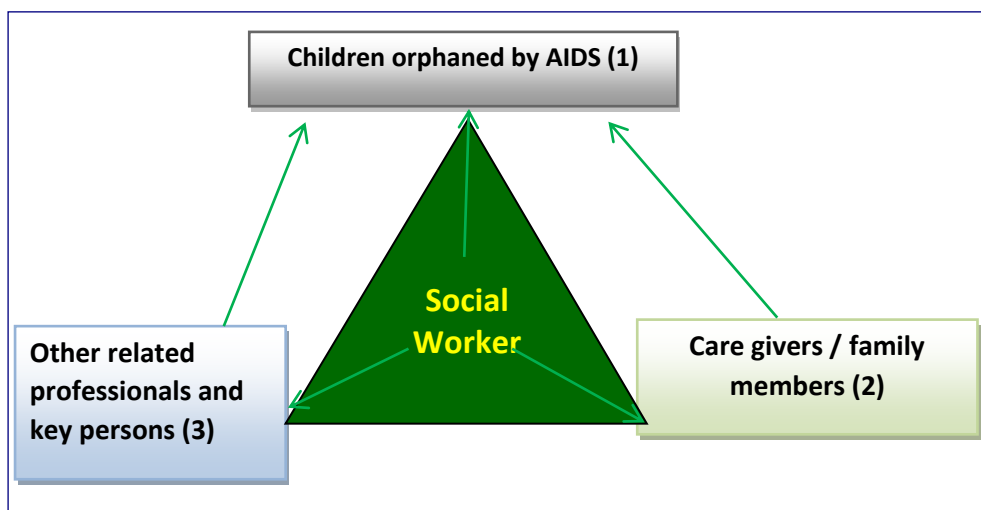 Children orphaned by AIDS (1)
Social
Worker
Other related
professionals and
key persons (3)
Care givers / family
members (2)